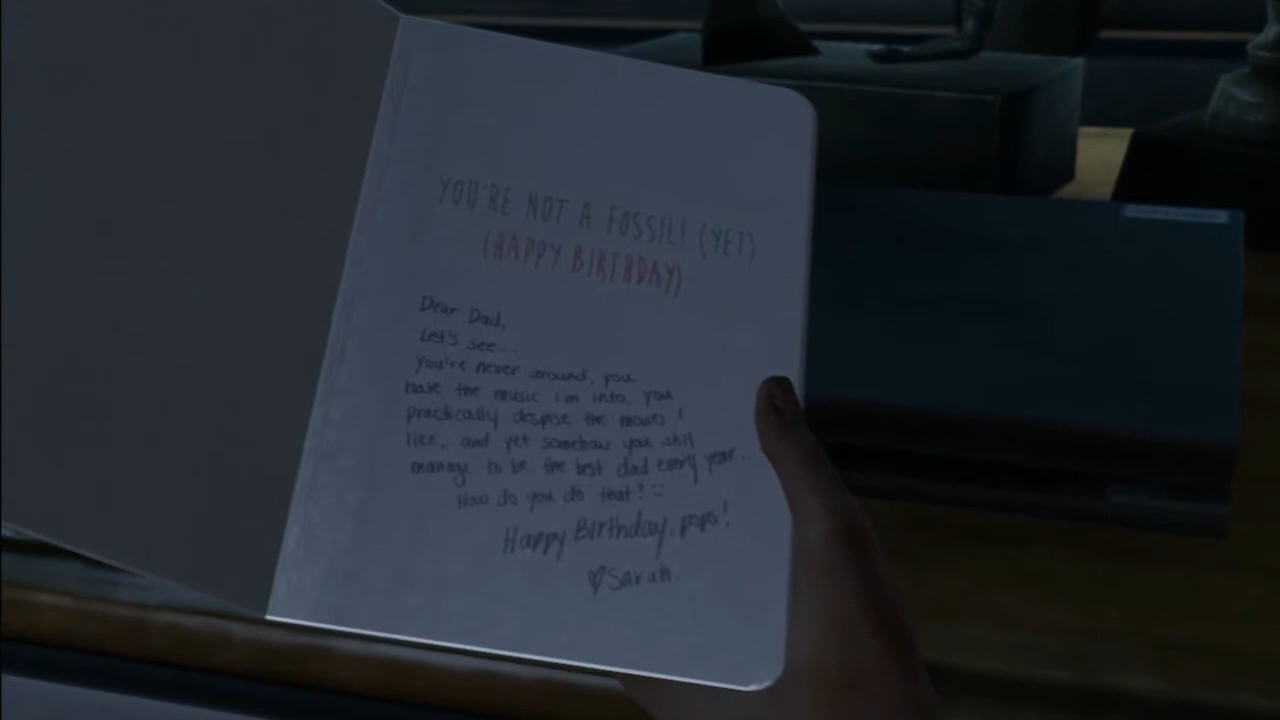 YOU'RE NOT A FOSSIL! (YET)
(HAPPY BIRTHDAY)
Dear Dad,
Let's see...
you're never around, you
hate the music i'm into, you
practically despise the movies i
like, and yet somehow you still
manage to be the best dad every year.
How do you do that? :)
Happy Birthday, papa!
♡Sarah.